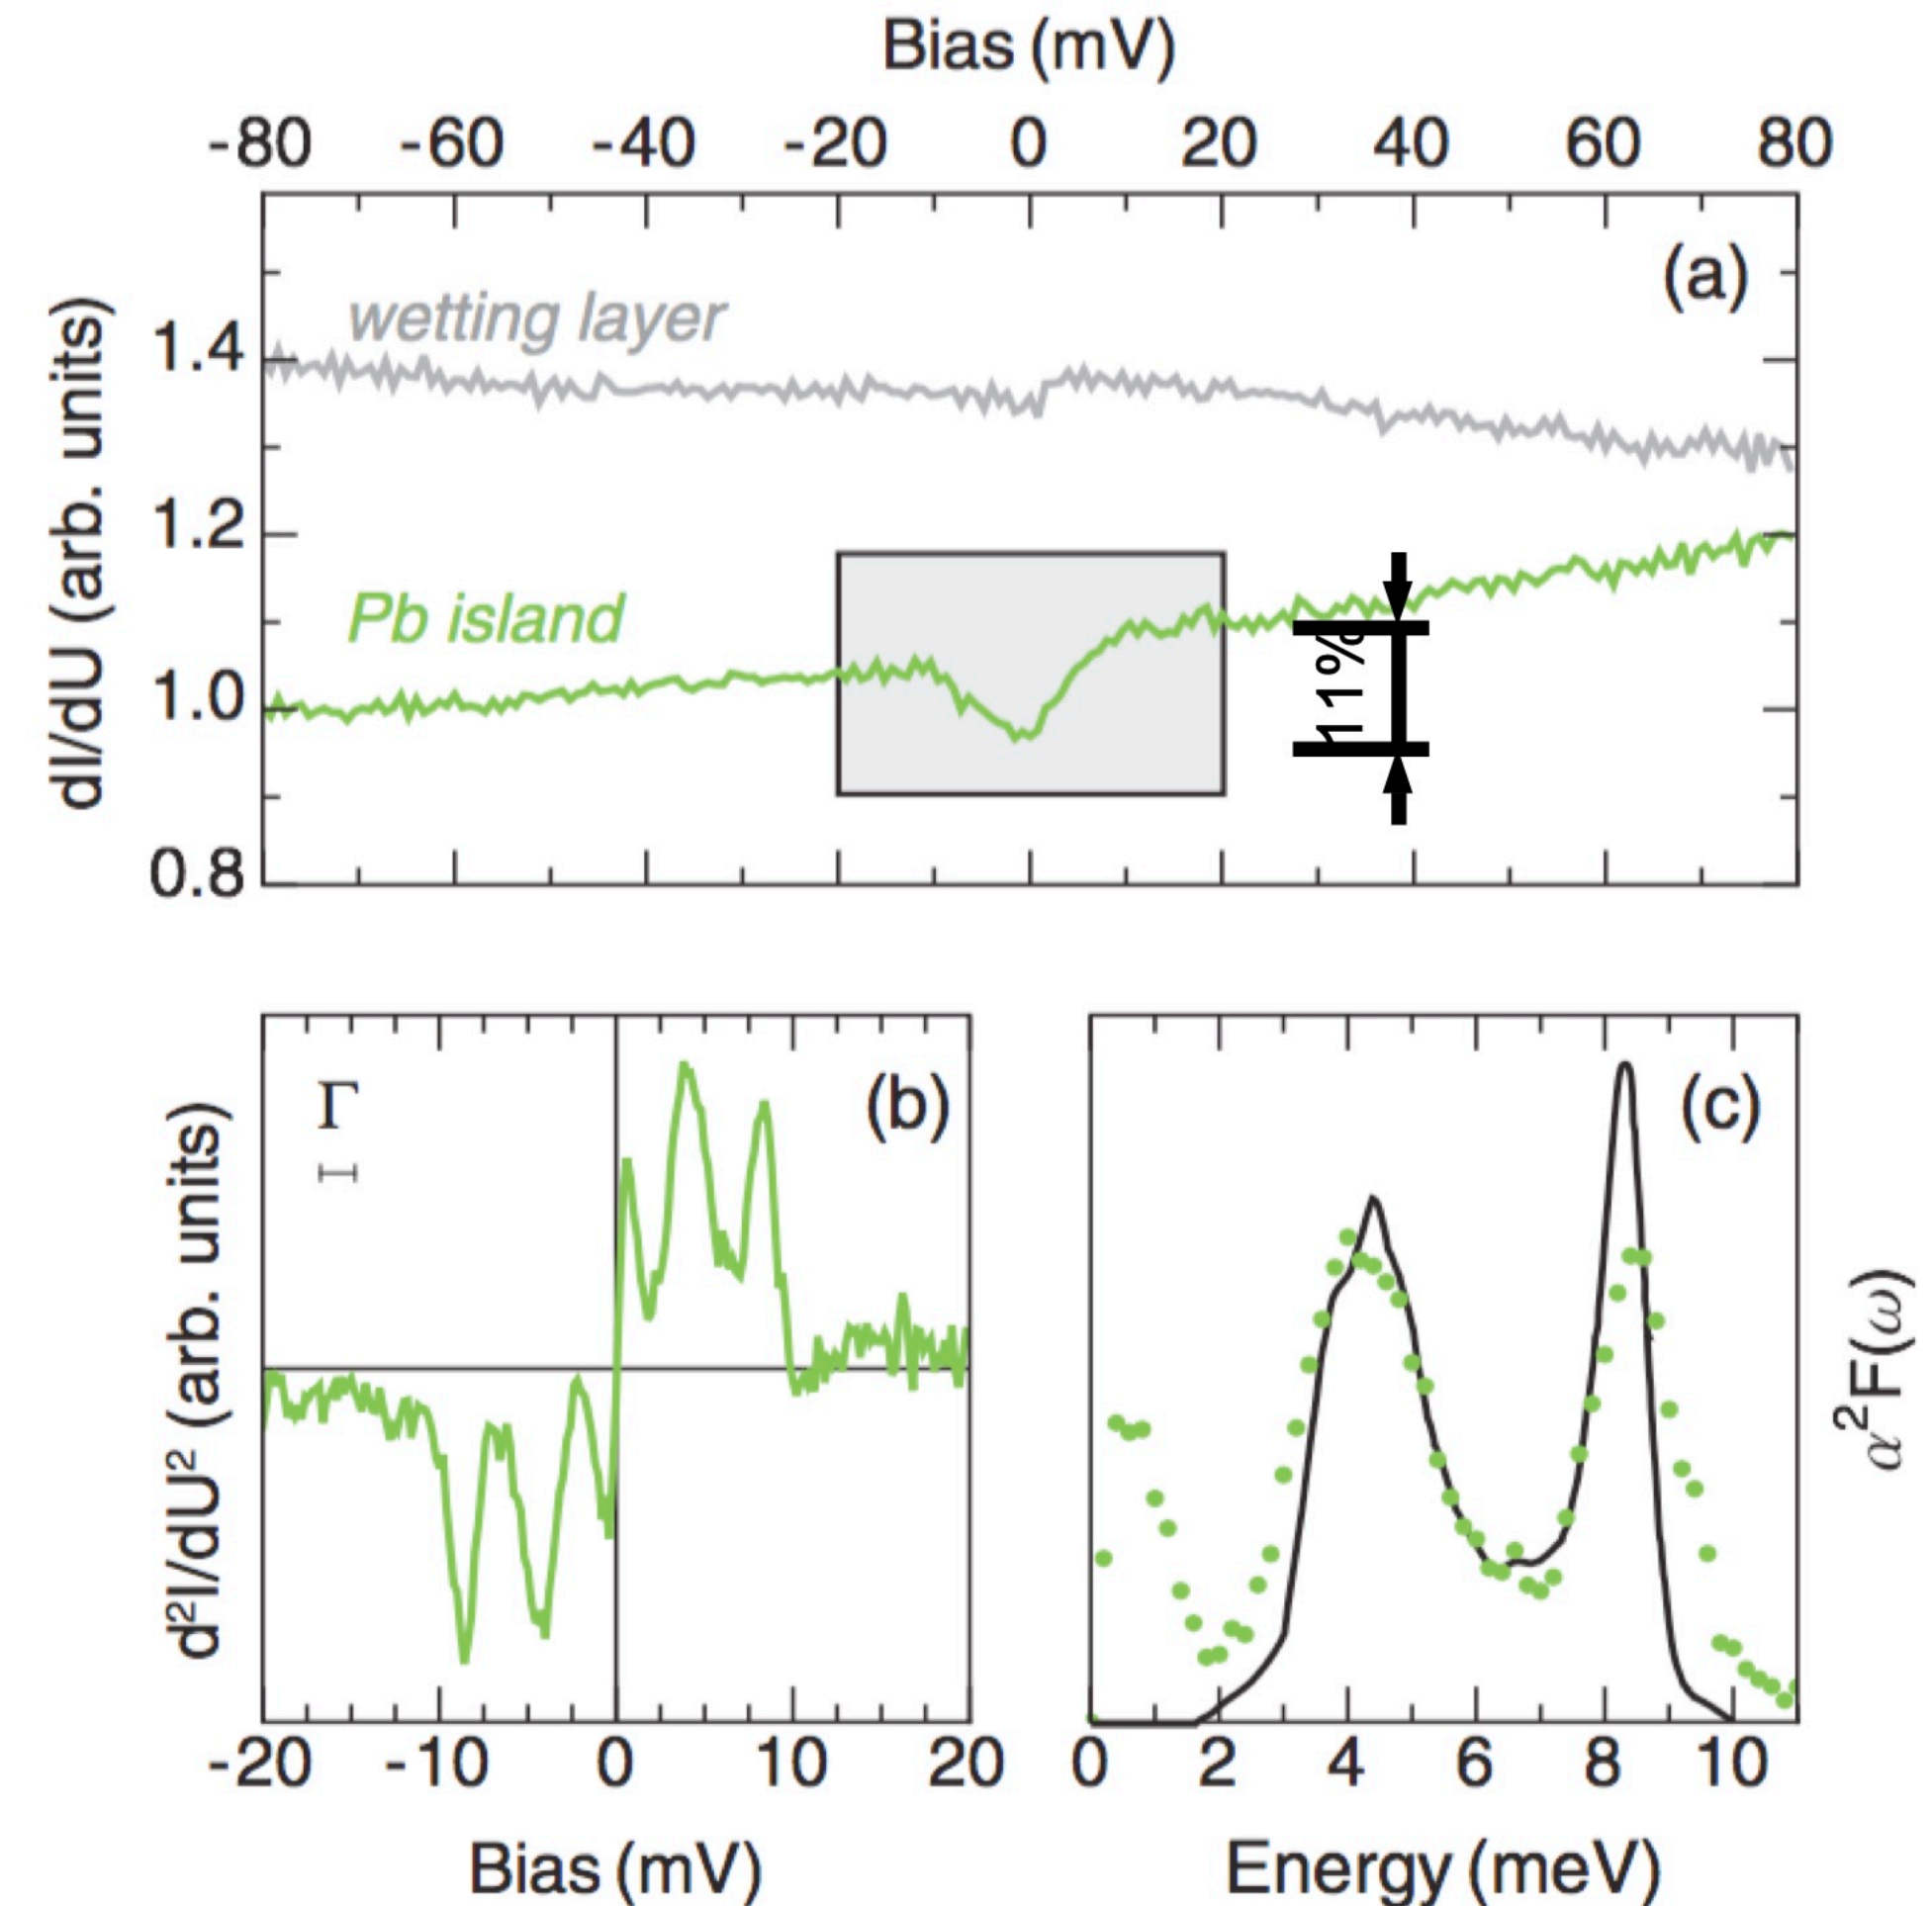 Bias (mV)
-80 -60 -40 -20 0 20 40 60 80
(a)
wetting layer
1.4
1.2
Pb island
11%
1.0
0.8
dI/dU (arb. units)
Γ
(b)
(c)
d²I/dU² (arb. units)
α²F(ω)
-20 -10 0 10 20
0 2 4 6 8 10
Bias (mV)
Energy (meV)